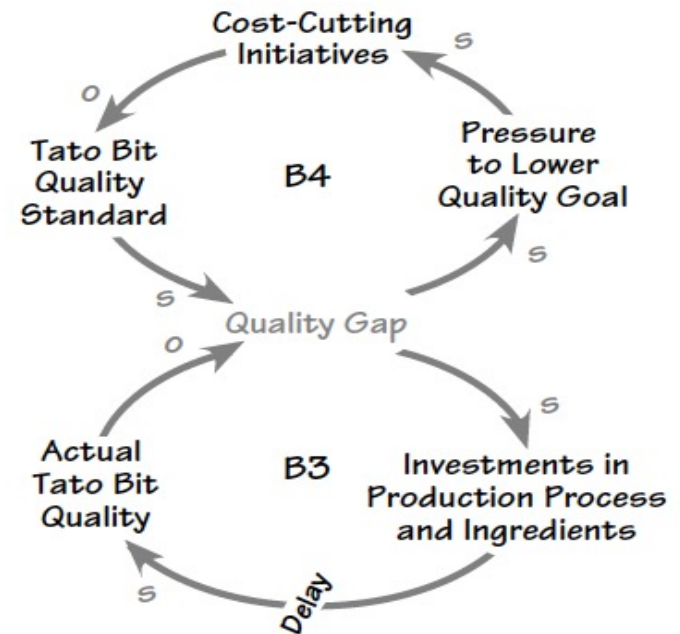 Cost-Cutting
Initiatives
s
o
Tato Bit
Quality
Standard
B4
Pressure
to Lower
Quality Goal
s
s
Quality Gap
o
s
Actual
Tato Bit
Quality
B3
Investments in
Production Process
and Ingredients
s
Delay